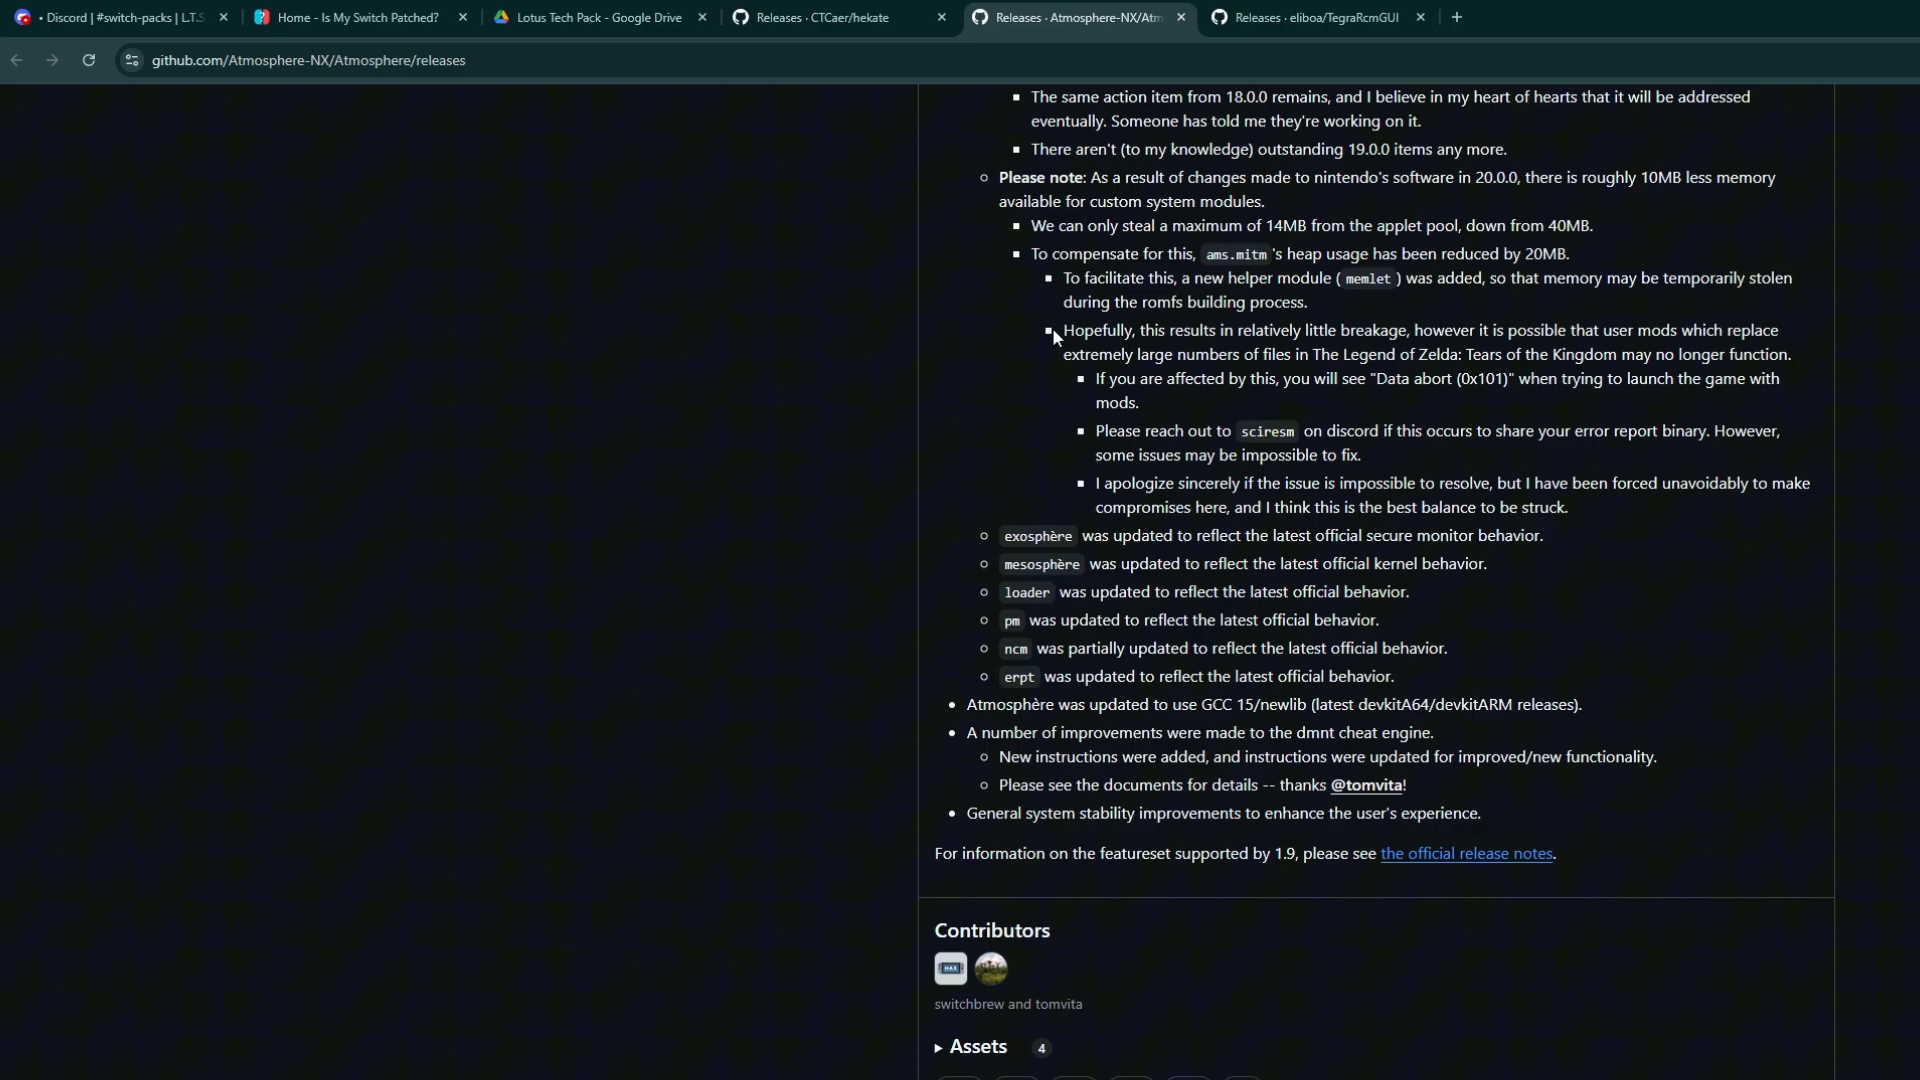 • Discord | #switch-packs | L.T.S
Home - Is My Switch Patched?
Lotus Tech Pack - Google Drive
Releases · CTCaer/hekate
Releases · Atmosphere-NX/Atm
Releases · eliboa/TegraRcmGUI
github.com/Atmosphere-NX/Atmosphere/releases
The same action item from 18.0.0 remains, and I believe in my heart of hearts that it will be addressed
eventually. Someone has told me they're working on it.
There aren't (to my knowledge) outstanding 19.0.0 items any more.
Please note: As a result of changes made to nintendo's software in 20.0.0, there is roughly 10MB less memory
available for custom system modules.
We can only steal a maximum of 14MB from the applet pool, down from 40MB.
To compensate for this, ams.mitm's heap usage has been reduced by 20MB.
To facilitate this, a new helper module (memlet) was added, so that memory may be temporarily stolen
during the romfs building process.
Hopefully, this results in relatively little breakage, however it is possible that user mods which replace
extremely large numbers of files in The Legend of Zelda: Tears of the Kingdom may no longer function.
If you are affected by this, you will see "Data abort (0x101)" when trying to launch the game with
mods.
Please reach out to sciresm on discord if this occurs to share your error report binary. However,
some issues may be impossible to fix.
I apologize sincerely if the issue is impossible to resolve, but I have been forced unavoidably to make
compromises here, and I think this is the best balance to be struck.
exosphère was updated to reflect the latest official secure monitor behavior.
mesosphère was updated to reflect the latest official kernel behavior.
loader was updated to reflect the latest official behavior.
pm was updated to reflect the latest official behavior.
ncm was partially updated to reflect the latest official behavior.
erpt was updated to reflect the latest official behavior.
Atmosphère was updated to use GCC 15/newlib (latest devkitA64/devkitARM releases).
A number of improvements were made to the dmnt cheat engine.
New instructions were added, and instructions were updated for improved/new functionality.
Please see the documents for details -- thanks @tomvita!
General system stability improvements to enhance the user's experience.
For information on the featureset supported by 1.9, please see the official release notes.
Contributors
HAX
switchbrew and tomvita
Assets 4